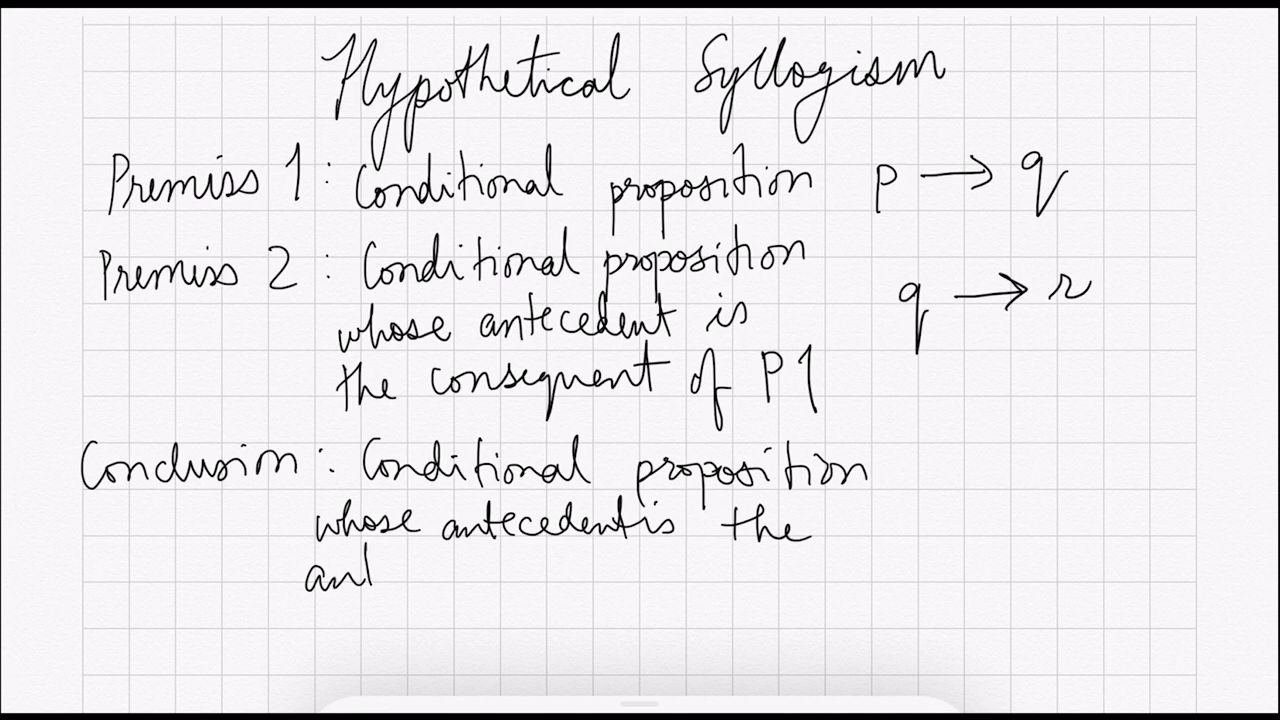 Hypothetical Syllogism
Premiss 1 : Conditional proposition p → q
Premiss 2 : Conditional proposition
whose antecedent is q → r
the consequent of P1
Conclusion : Conditional proposition
whose antecedent is the